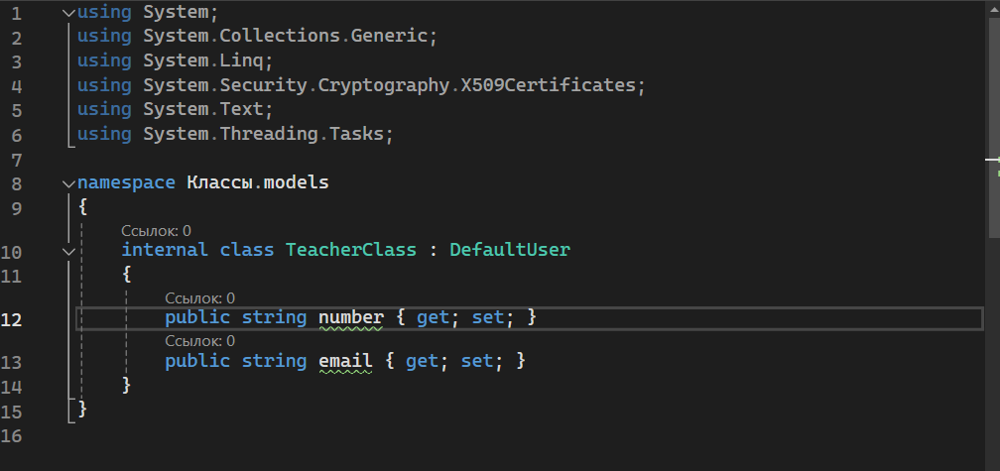 1 using System;
2 using System.Collections.Generic;
3 using System.Linq;
4 using System.Security.Cryptography.X509Certificates;
5 using System.Text;
6 using System.Threading.Tasks;
7
8 namespace Классы.models
9 {
Ссылок: 0
10 internal class TeacherClass : DefaultUser
11 {
Ссылок: 0
12 public string number { get; set; }
Ссылок: 0
13 public string email { get; set; }
14 }
15 }
16